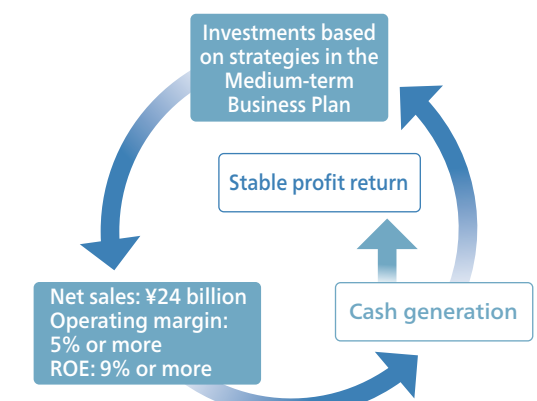 Investments based
on strategies in the
Medium-term
Business Plan
Stable profit return
Net sales: ¥24 billion
Operating margin:
5% or more
ROE: 9% or more
Cash generation